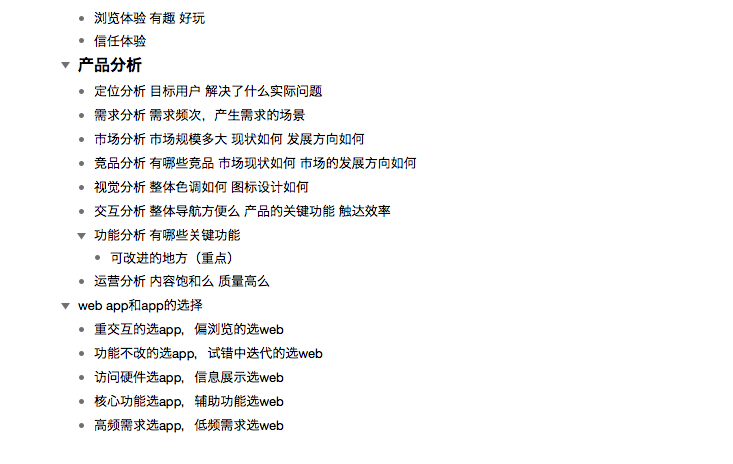 浏览体验 有趣 好玩
信任体验
产品分析
定位分析 目标用户 解决了什么实际问题
需求分析 需求频次，产生需求的场景
市场分析 市场规模多大 现状如何 发展方向如何
竞品分析 有哪些竞品 市场现状如何 市场的发展方向如何
视觉分析 整体色调如何 图标设计如何
交互分析 整体导航方便么 产品的关键功能 触达效率
功能分析 有哪些关键功能
可改进的地方（重点）
运营分析 内容饱和么 质量高么
web app和app的选择
重交互的选app，偏浏览的选web
功能不改的选app，试错中迭代的选web
访问硬件选app，信息展示选web
核心功能选app，辅助功能选web
高频需求选app，低频需求选web